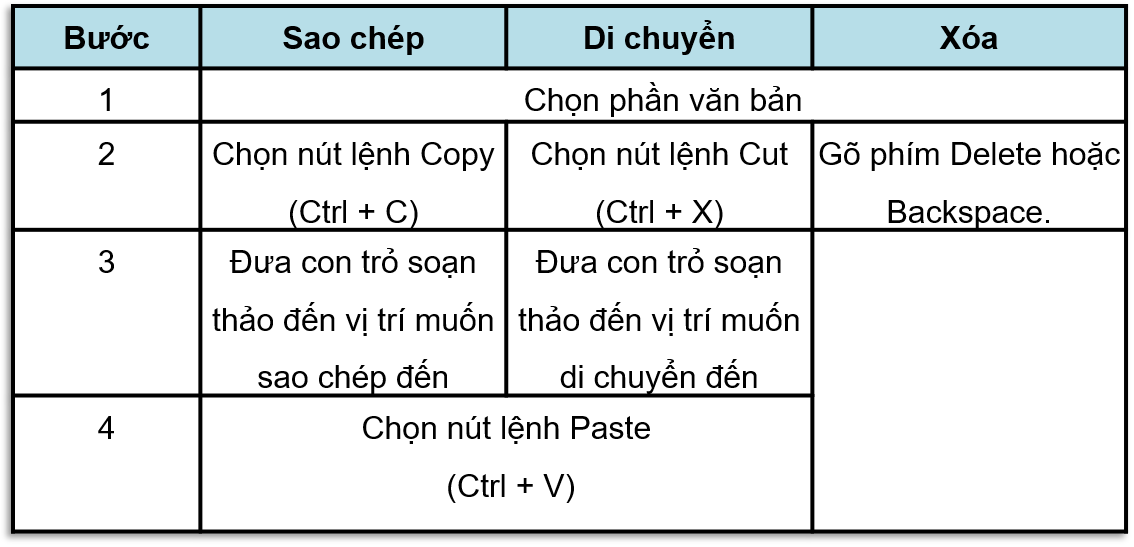 Bước Sao chép Di chuyển Xóa
1 Chọn phần văn bản
2 Chọn nút lệnh Copy Chọn nút lệnh Cut Gõ phím Delete hoặc
(Ctrl + C) (Ctrl + X) Backspace.
3 Đưa con trỏ soạn Đưa con trỏ soạn
thảo đến vị trí muốn thảo đến vị trí muốn
sao chép đến di chuyển đến
4 Chọn nút lệnh Paste
(Ctrl + V)